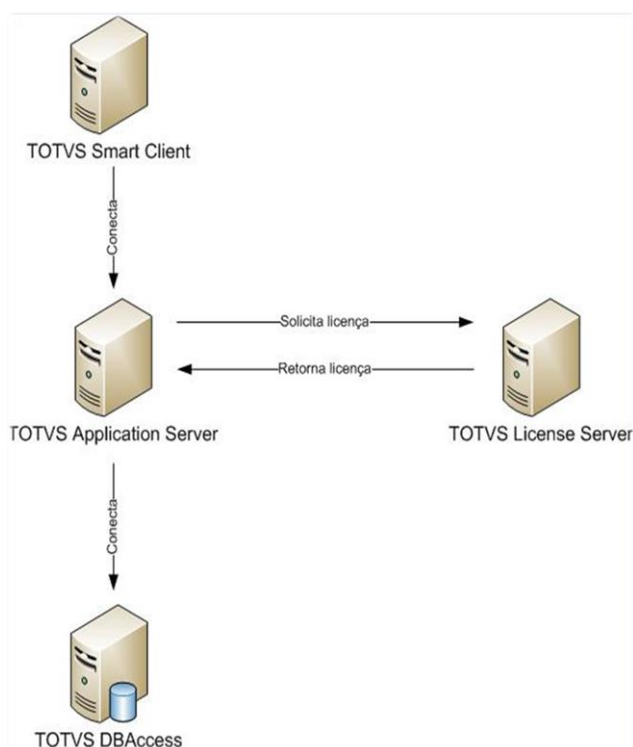 TOTVS Smart Client
Conecta
Solicita licença
Retorna licença
TOTVS Application Server
TOTVS License Server
Conecta
TOTVS DBAccess